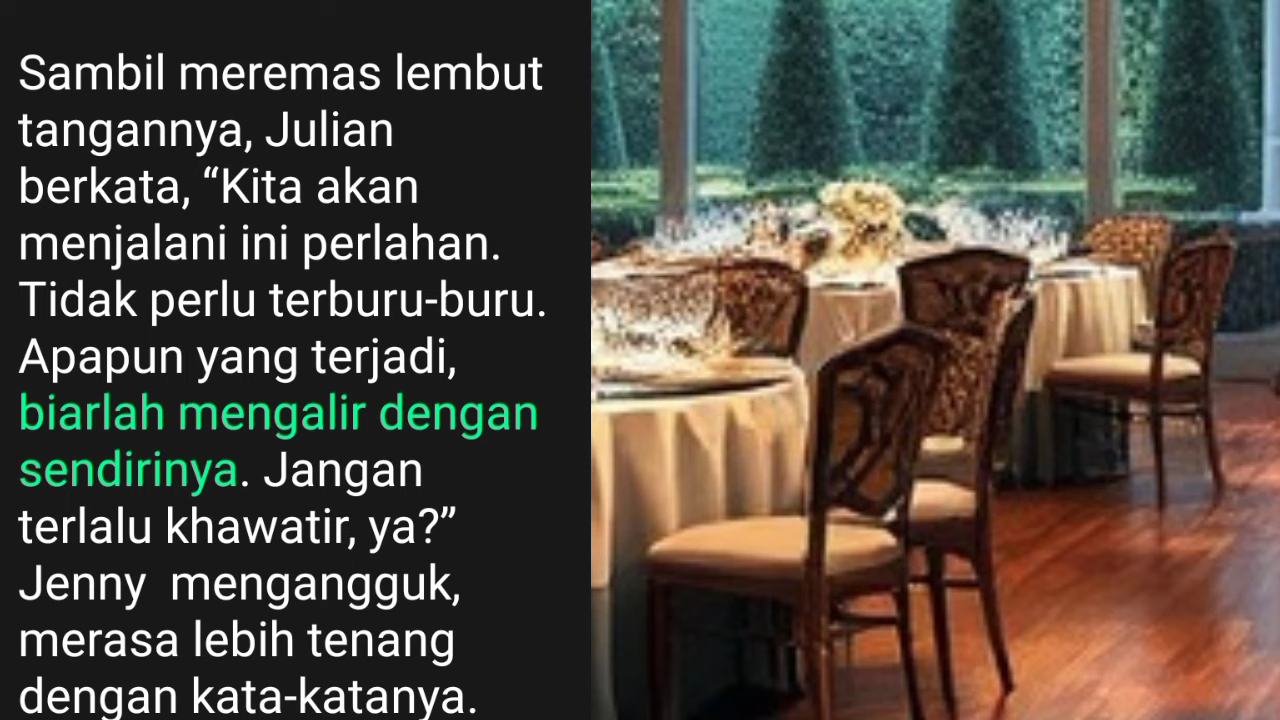 Sambil meremas lembut
tangannya, Julian
berkata, “Kita akan
menjalani ini perlahan.
Tidak perlu terburu-buru.
Apapun yang terjadi,
biarlah mengalir dengan
sendirinya. Jangan
terlalu khawatir, ya?”
Jenny  mengangguk,
merasa lebih tenang
dengan kata-katanya.